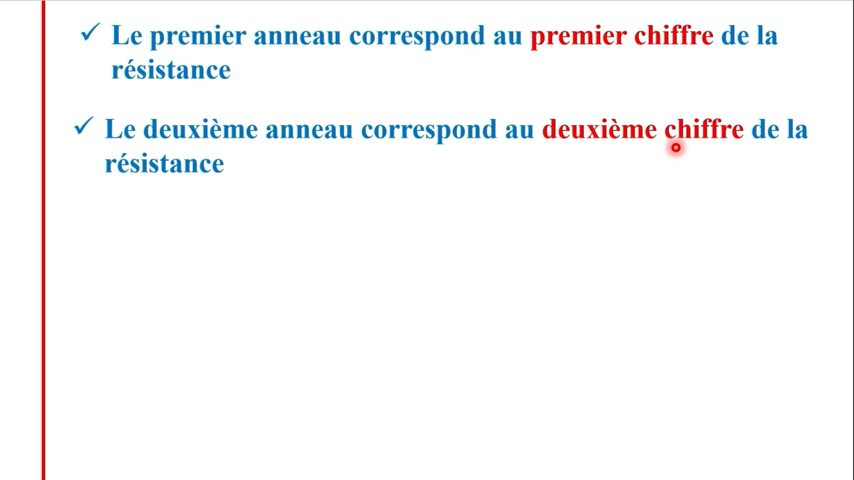 ✓ Le premier anneau correspond au premier chiffre de la
résistance
✓ Le deuxième anneau correspond au deuxième chiffre de la
résistance